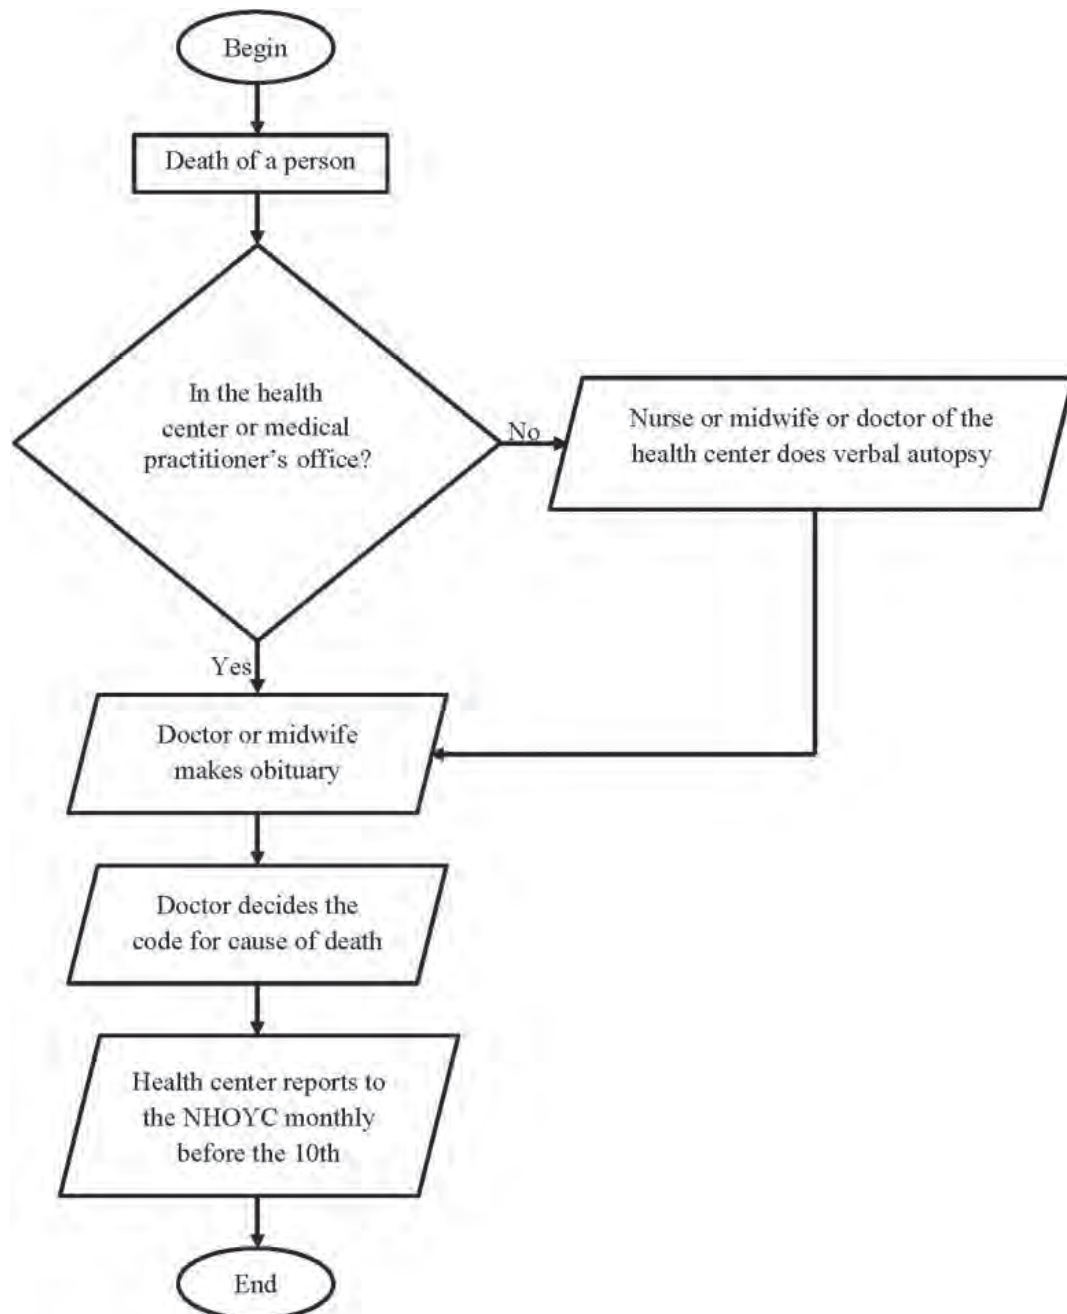 Begin
Death of a person
In the health
center or medical
practitioner's office?
No
Nurse or midwife or doctor of the
health center does verbal autopsy
Yes
Doctor or midwife
makes obituary
Doctor decides the
code for cause of death
Health center reports to
the NHOYC monthly
before the 10th
End